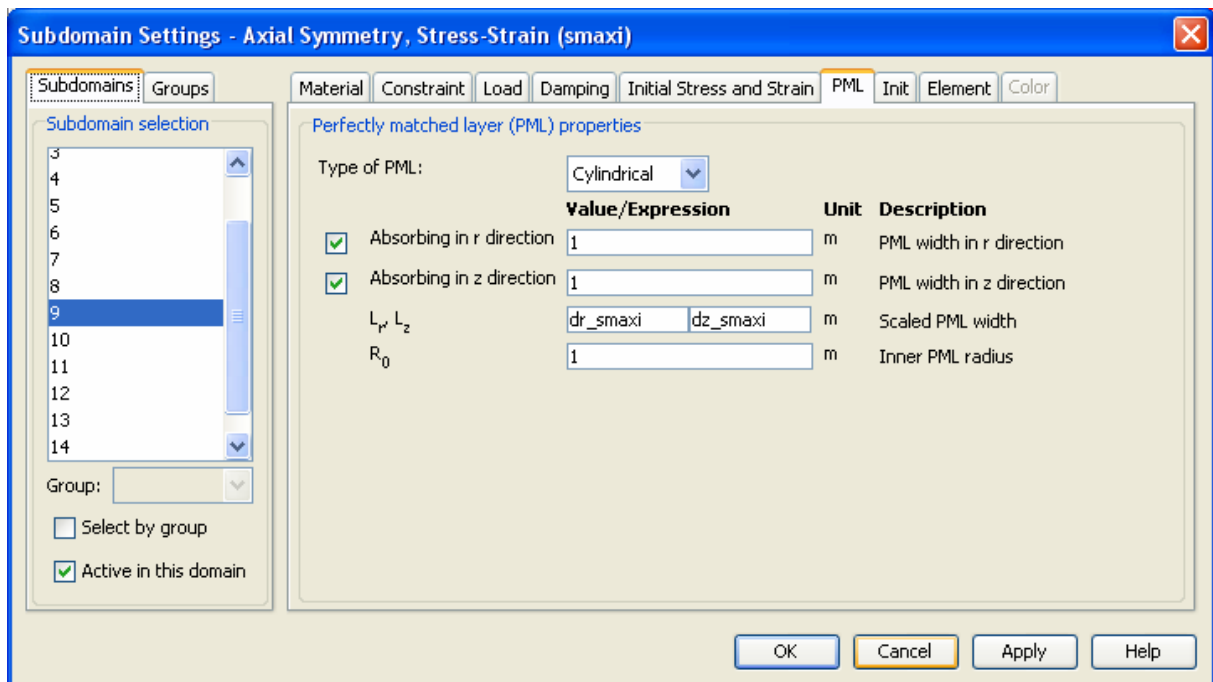 Subdomain Settings - Axial Symmetry, Stress-Strain (smaxi)
Subdomains Groups
Subdomain selection
3
4
5
6
7
8
9
10
11
12
13
14
Group:
Select by group
Active in this domain
Material Constraint Load Damping Initial Stress and Strain PML Init Element Color
Perfectly matched layer (PML) properties
Type of PML: Cylindrical
Value/Expression Unit Description
Absorbing in r direction 1 m PML width in r direction
Absorbing in z direction 1 m PML width in z direction
Lr, Lz dr_smaxi dz_smaxi m Scaled PML width
R0 1 m Inner PML radius
OK Cancel Apply Help